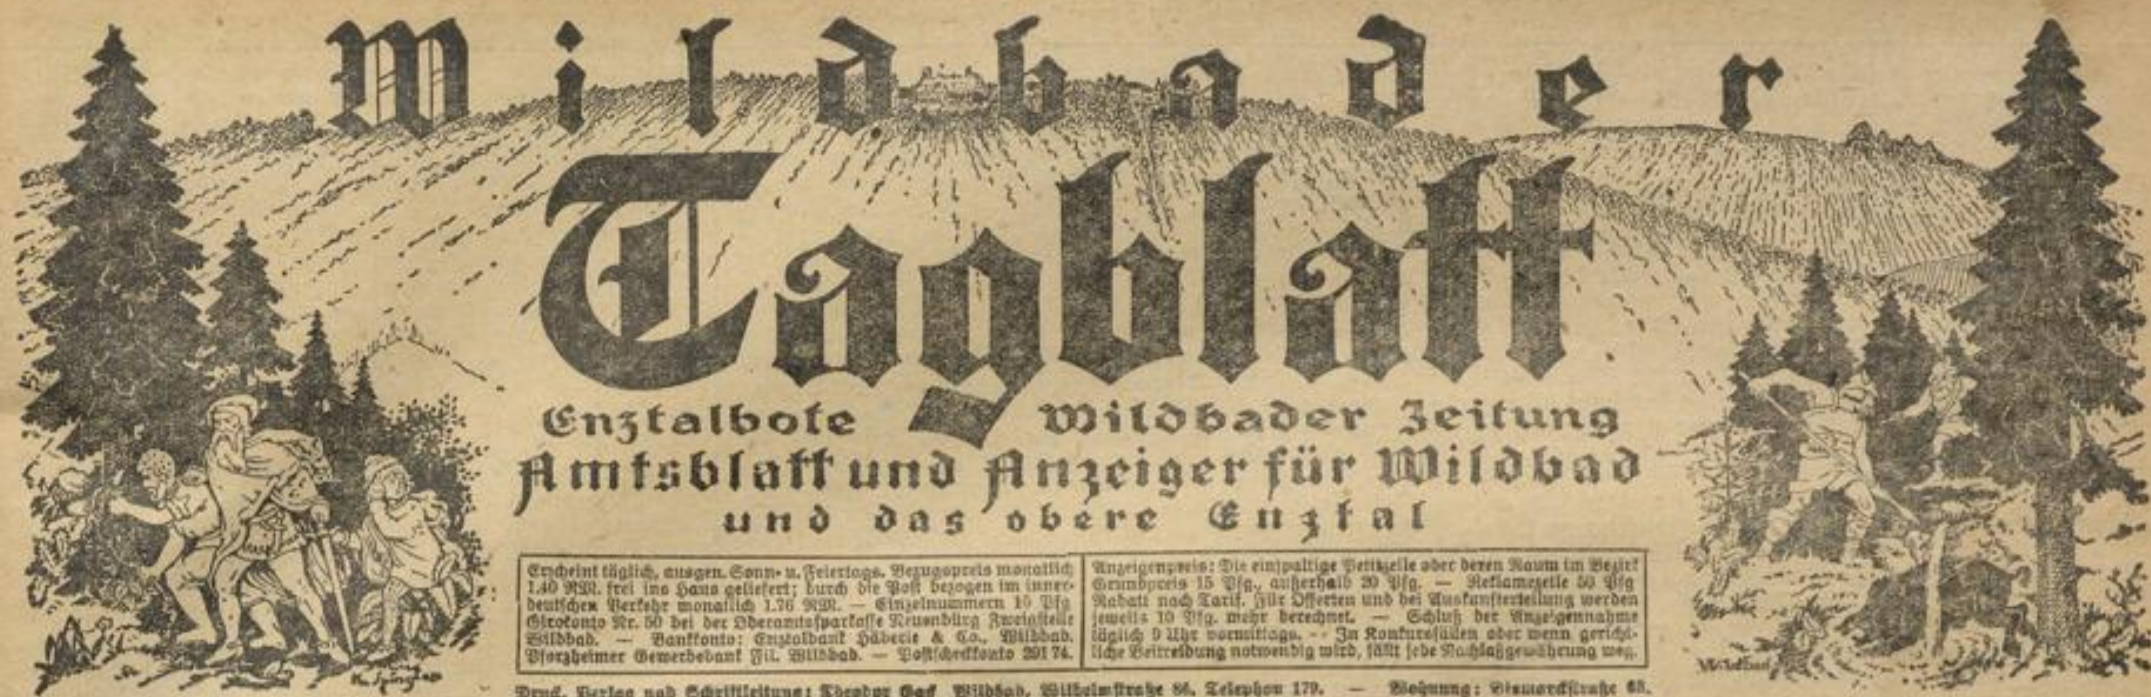 Wildbader
Tagblatt
Enztalbote Wildbader Zeitung
Amtsblatt und Anzeiger für Wildbad
und das obere Enztal
Erscheint täglich, ausgen. Sonn- u. Feiertags. Bezugspreis monatlich
1.40 RM. frei ins Haus geliefert; durch die Post bezogen im inner-
deutschen Verkehr monatlich 1.76 RM. — Einzelnummern 10 Pfg
Girokonto Nr. 50 bei der Oberamtssparkasse Neuenbürg Zweigstelle
Wildbad. — Bankkonto: Enztalbank Häberle & Co., Wildbad.
Pforzheimer Gewerbebank Fil. Wildbad. — Postscheckkonto 291 74.
Anzeigenpreis: Die einspaltige Petitzeile oder deren Raum im Bezirk
Grundpreis 15 Pfg., außerhalb 20 Pfg. — Reklamezeile 50 Pfg
Rabatt nach Tarif. Für Offerten und bei Auskunfterteilung werden
jeweils 10 Pfg. mehr berechnet. — Schluß der Anzeigennahme
täglich 9 Uhr vormittags. — In Konkursfällen oder wenn gericht-
liche Beitreibung notwendig wird, fällt jede Nachlaßgewährung weg.
Druck, Verlag und Schriftleitung: Theodor Gack Wildbad, Wilhelmstraße 86, Telephon 179. — Wohnung: Bismarckstraße